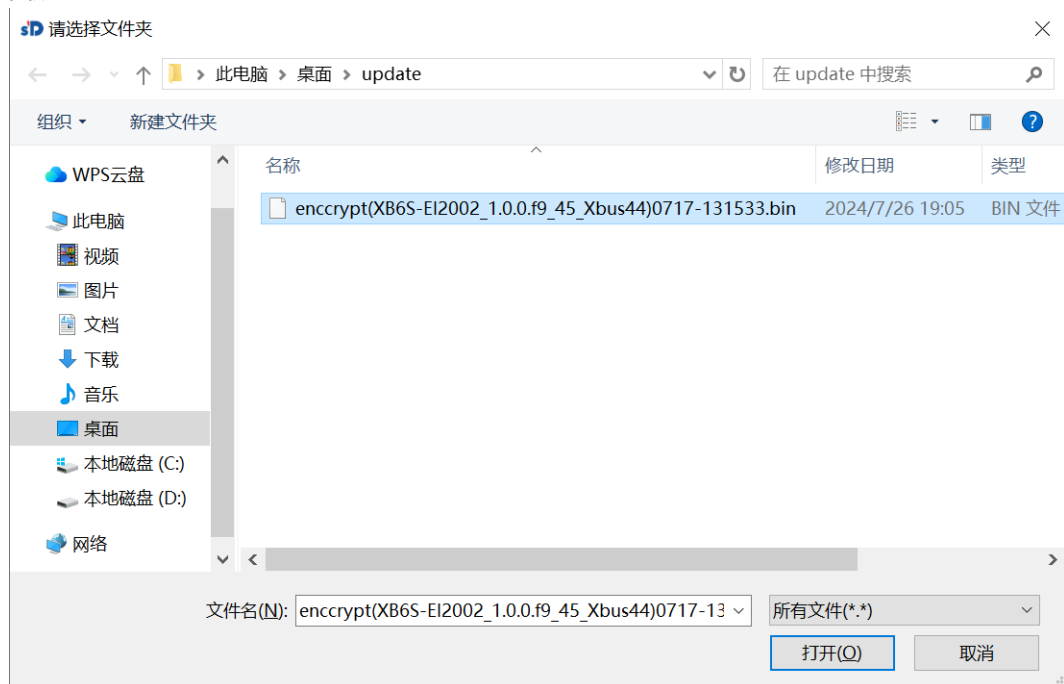 sD 请选择文件夹
此电脑 > 桌面 > update
在 update 中搜索
组织 新建文件夹
?
名称 修改日期 类型
enccrypt(XB6S-EI2002_1.0.0.f9_45_Xbus44)0717-131533.bin 2024/7/26 19:05 BIN 文件
WPS云盘
此电脑
视频
图片
文档
下载
音乐
桌面
本地磁盘 (C:)
本地磁盘 (D:)
网络
文件名(N): enccrypt(XB6S-EI2002_1.0.0.f9_45_Xbus44)0717-13 所有文件(*.*)
打开(O) 取消